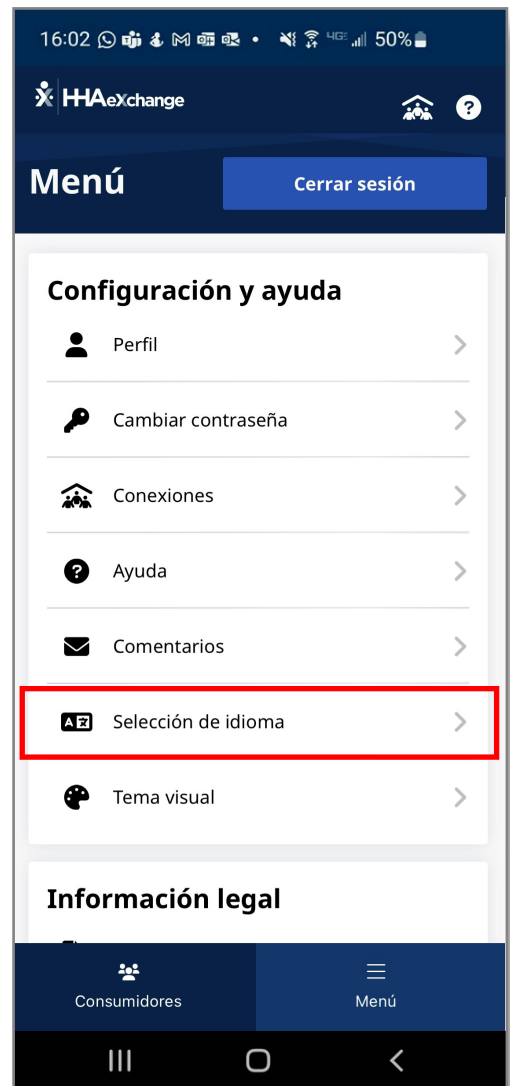 16:02
4GE 50%
HHAeXchange
Menú
Cerrar sesión
Configuración y ayuda
Perfil
Cambiar contraseña
Conexiones
Ayuda
Comentarios
Selección de idioma
Tema visual
Información legal
Consumidores
Menú